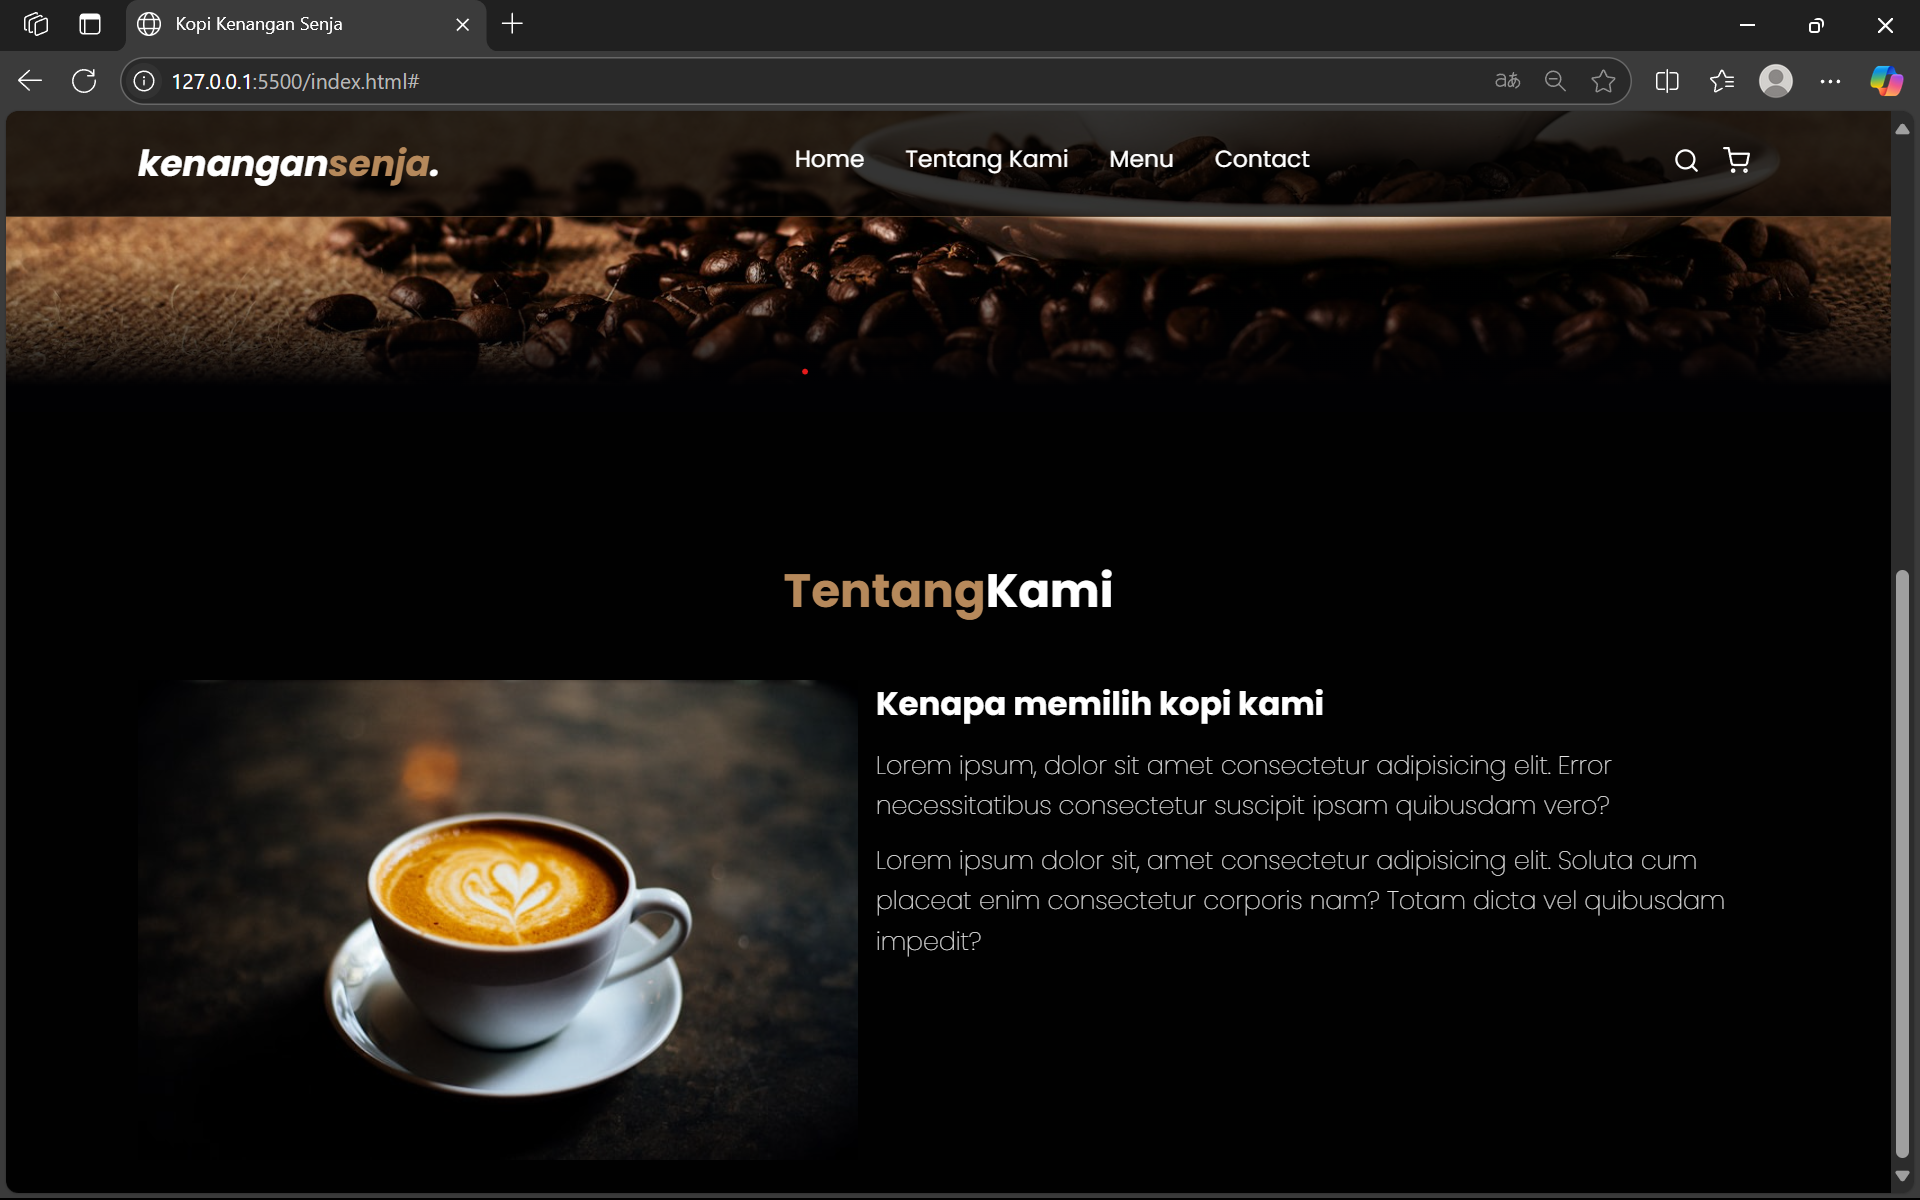 Kopi Kenangan Senja
127.0.0.1:5500/index.html#
aあ
kenangansenja.
Home
Tentang Kami
Menu
Contact
TentangKami
Kenapa memilih kopi kami
Lorem ipsum, dolor sit amet consectetur adipisicing elit. Error
necessitatibus consectetur suscipit ipsam quibusdam vero?
Lorem ipsum dolor sit, amet consectetur adipisicing elit. Soluta cum
placeat enim consectetur corporis nam? Totam dicta vel quibusdam
impedit?